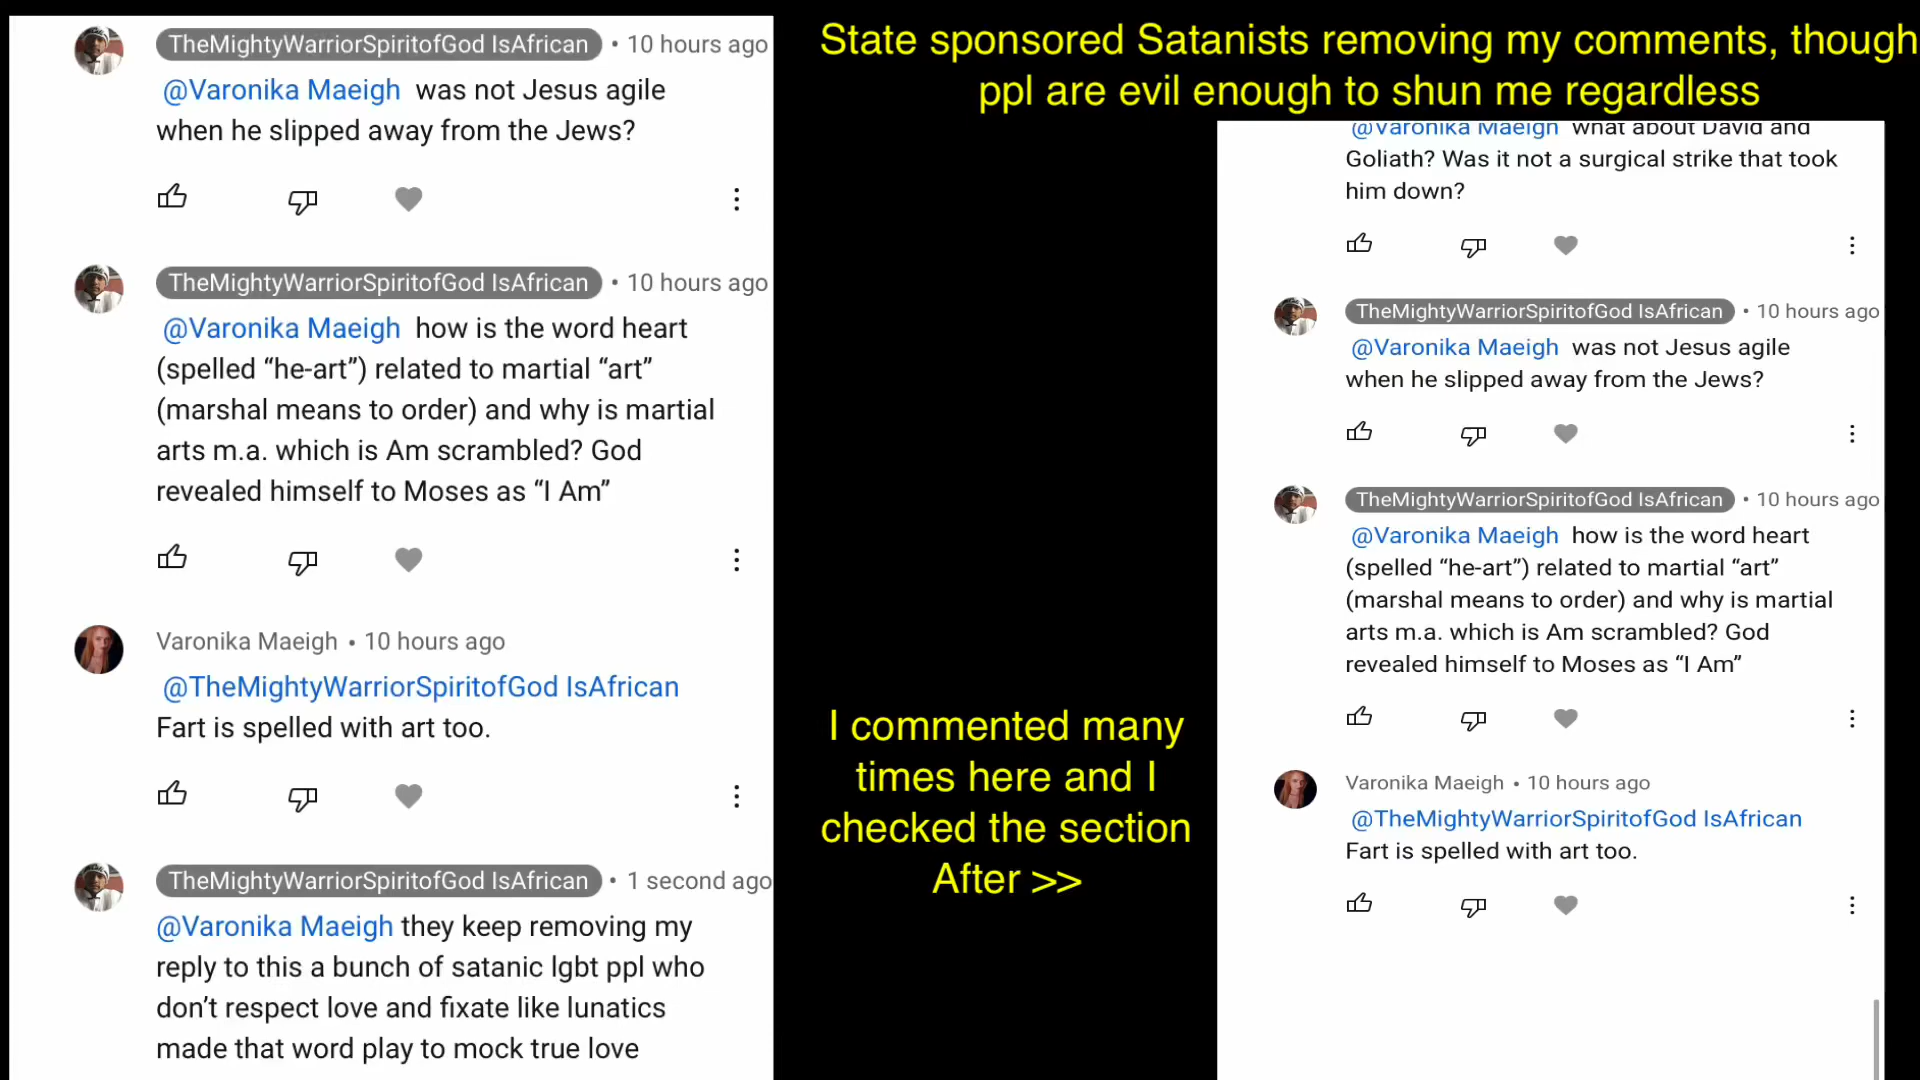 State sponsored Satanists removing my comments, though
ppl are evil enough to shun me regardless
TheMightyWarriorSpiritofGod IsAfrican • 10 hours ago
@Varonika Maeigh was not Jesus agile
when he slipped away from the Jews?
TheMightyWarriorSpiritofGod IsAfrican • 10 hours ago
@Varonika Maeigh how is the word heart
(spelled “he-art”) related to martial “art”
(marshal means to order) and why is martial
arts m.a. which is Am scrambled? God
revealed himself to Moses as “I Am”
Varonika Maeigh • 10 hours ago
@TheMightyWarriorSpiritofGod IsAfrican
Fart is spelled with art too.
TheMightyWarriorSpiritofGod IsAfrican • 1 second ago
@Varonika Maeigh they keep removing my
reply to this a bunch of satanic lgbt ppl who
don’t respect love and fixate like lunatics
made that word play to mock true love
I commented many
times here and I
checked the section
After >>
@Varonika Maeigh what about David and
Goliath? Was it not a surgical strike that took
him down?
TheMightyWarriorSpiritofGod IsAfrican • 10 hours ago
@Varonika Maeigh was not Jesus agile
when he slipped away from the Jews?
TheMightyWarriorSpiritofGod IsAfrican • 10 hours ago
@Varonika Maeigh how is the word heart
(spelled “he-art”) related to martial “art”
(marshal means to order) and why is martial
arts m.a. which is Am scrambled? God
revealed himself to Moses as “I Am”
Varonika Maeigh • 10 hours ago
@TheMightyWarriorSpiritofGod IsAfrican
Fart is spelled with art too.